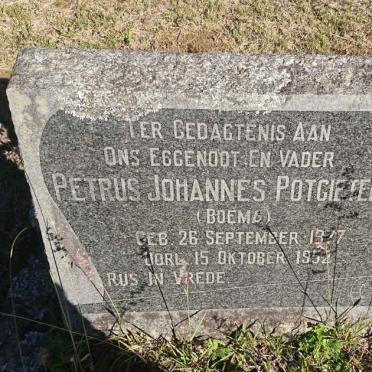 TER GEDAGTENIS AAN
ONS EGGENOOT EN VADER
PETRUS JOHANNES POTGIETER
(BOEMA)
GEB. 26 SEPTEMBER
OORL. 15 OKTOBER
RUS IN VREDE